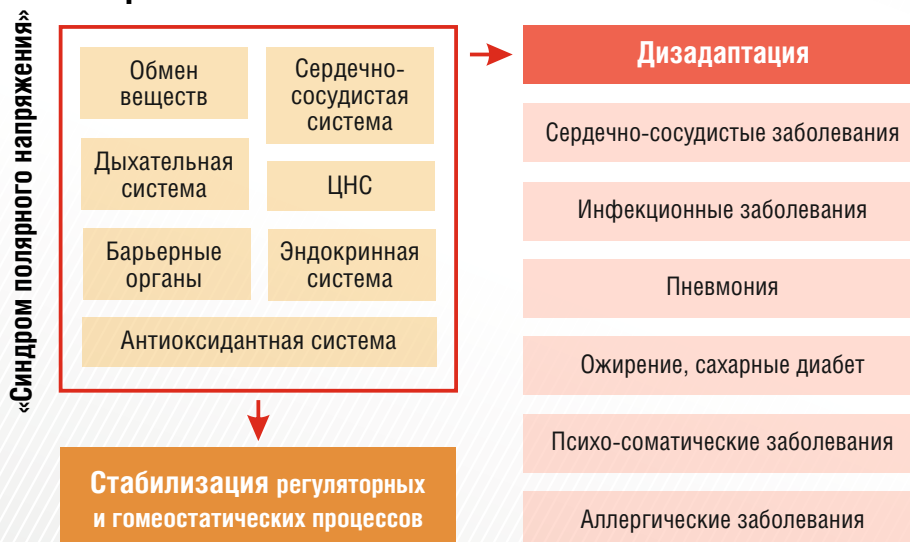 «Синдром полярного напряжения»
Обмен
веществ
Сердечно-
сосудистая
система
Дыхательная
система
ЦНС
Барьерные
органы
Эндокринная
система
Антиоксидантная система
Стабилизация регуляторных
и гомеостатических процессов
Дизадаптация
Сердечно-сосудистые заболевания
Инфекционные заболевания
Пневмония
Ожирение, сахарные диабет
Психо-соматические заболевания
Аллергические заболевания